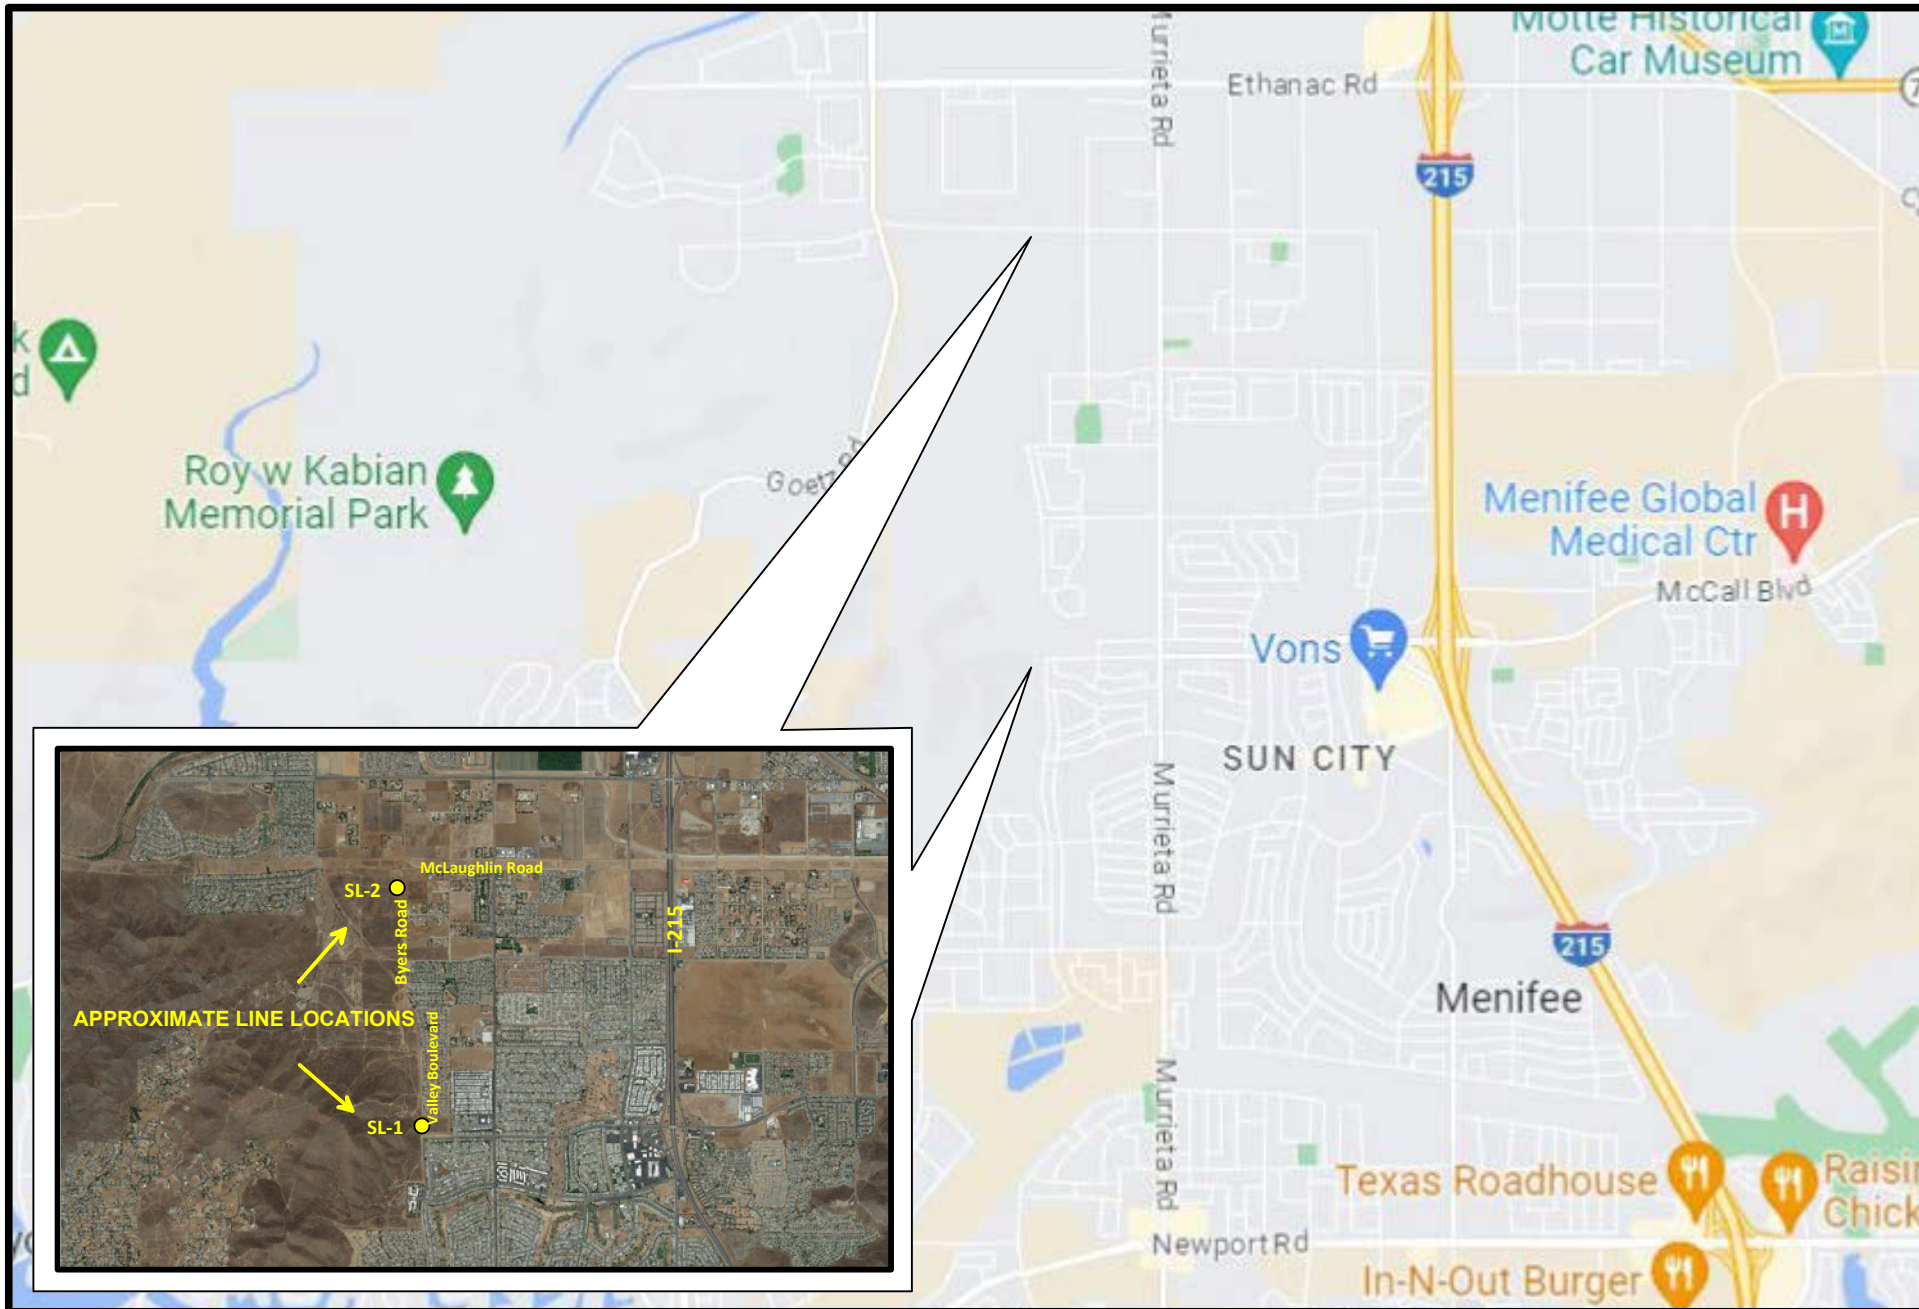 Motte Historical
Car Museum
Ethanac Rd
Murrieta Rd
215
Goetz Rd
Roy w Kabian
Memorial Park
Menifee Global
Medical Ctr
H
McCall Blvd
Vons
SUN CITY
Murrieta Rd
215
Menifee
Murrieta Rd
Texas Roadhouse
Newport Rd
In-N-Out Burger
McLaughlin Road
SL-2
Byers Road
I-215
APPROXIMATE LINE LOCATIONS
Valley Boulevard
SL-1